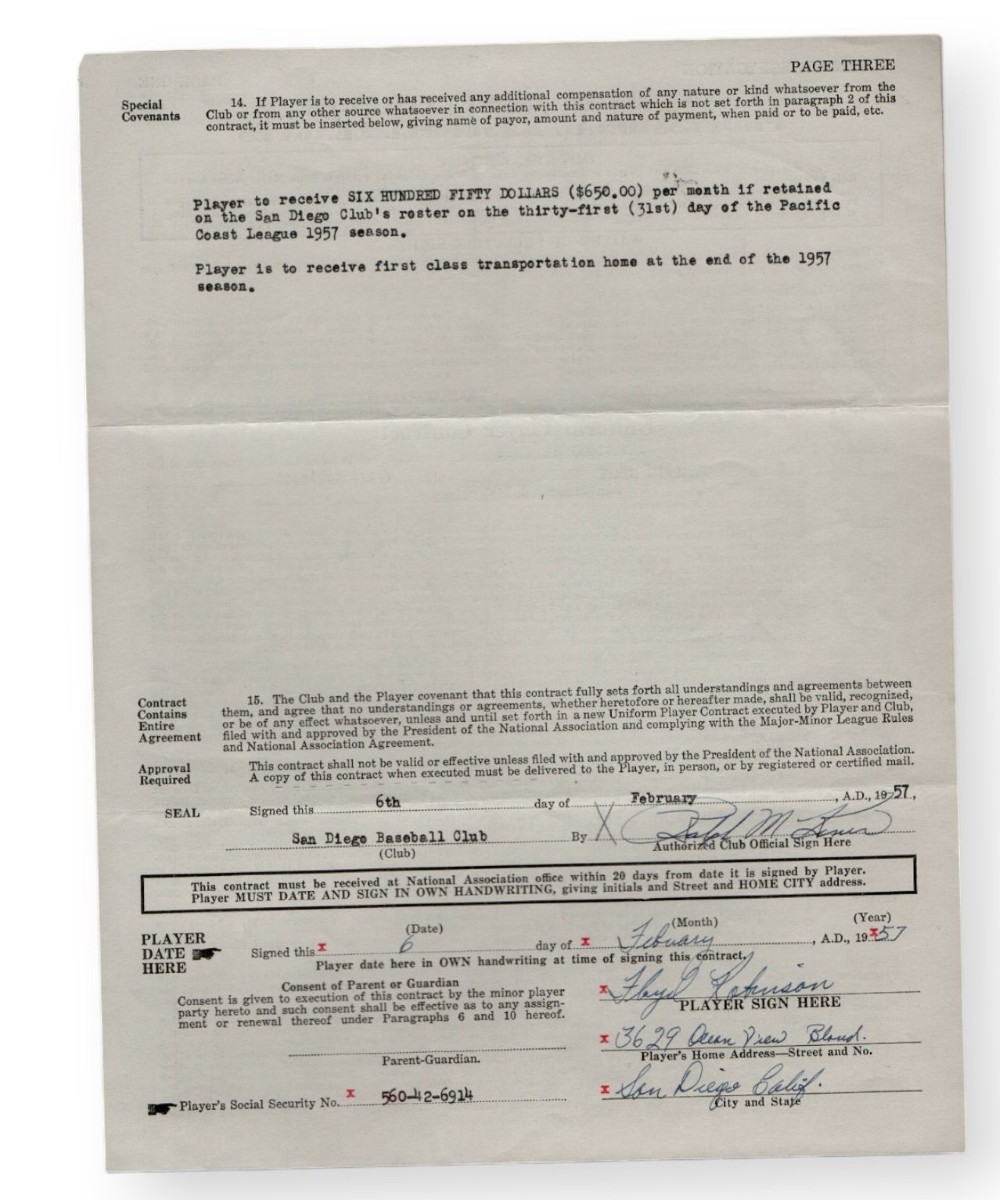 PAGE THREE
Special
Covenants
14. If Player is to receive or has received any additional compensation of any nature or kind whatsoever from the
Club or from any other source whatsoever in connection with this contract which is not set forth in paragraph 2 of this
contract, it must be inserted below, giving name of payor, amount and nature of payment, when paid or to be paid, etc.
Player to receive SIX HUNDRED FIFTY DOLLARS ($650.00) per month if retained
on the San Diego Club's roster on the thirty-first (31st) day of the Pacific
Coast League 1957 season.
Player is to receive first class transportation home at the end of the 1957
season.
Contract
Contains
Entire
Agreement
15. The Club and the Player covenant that this contract fully sets forth all understandings and agreements between
them, and agree that no understandings or agreements, whether heretofore or hereafter made, shall be valid, recognized,
or be of any effect whatsoever, unless and until set forth in a new Uniform Player Contract executed by Player and Club,
filed with and approved by the President of the National Association and complying with the Major-Minor League Rules
and National Association Agreement.
Approval
Required
This contract shall not be valid or effective unless filed with and approved by the President of the National Association.
A copy of this contract when executed must be delivered to the Player, in person, or by registered or certified mail.
SEAL
Signed this 6th day of February, A.D., 1957,
San Diego Baseball Club By X Ralph M Kiner
(Club) Authorized Club Official Sign Here
This contract must be received at National Association office within 20 days from date it is signed by Player.
Player MUST DATE AND SIGN IN OWN HANDWRITING, giving initials and Street and HOME CITY address.
PLAYER
DATE
HERE
(Date) (Month) (Year)
Signed this x 6 day of x Febuary, A.D., 19x57
Player date here in OWN handwriting at time of signing this contract.
Consent of Parent or Guardian
Consent is given to execution of this contract by the minor player
party hereto and such consent shall be effective as to any assign-
ment or renewal thereof under Paragraphs 6 and 10 hereof.
Parent-Guardian.
Player's Social Security No. x 560-42-6914
x Floyd Robinson
PLAYER SIGN HERE
x 3629 Ocean View
Player's Home Address—Street and No.
x San Diego Calif.
City and State